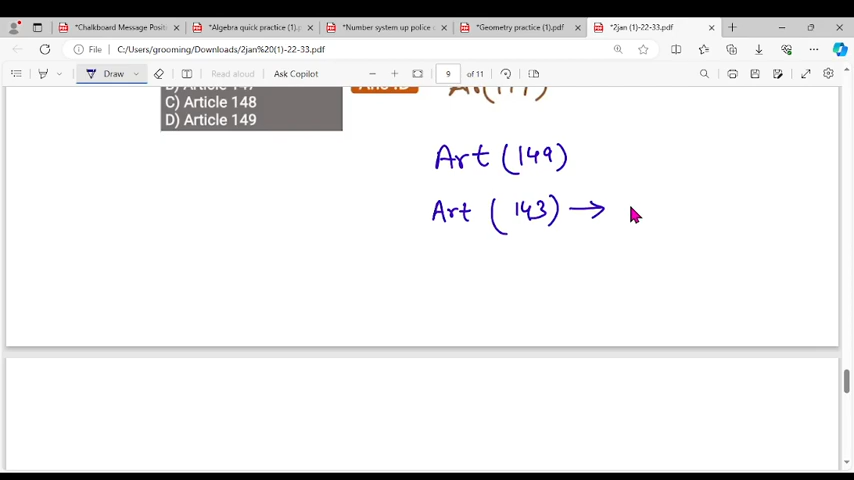 *Chalkboard Message Posit
*Algebra quick practice (1).p
*Number system up police c
*Geometry practice (1).pdf
*2jan (1)-22-33.pdf
File C:/Users/grooming/Downloads/2jan%20(1)-22-33.pdf
Draw Read aloud Ask Copilot 9 of 11
C) Article 148
D) Article 149
Art (149)
Art (143) →